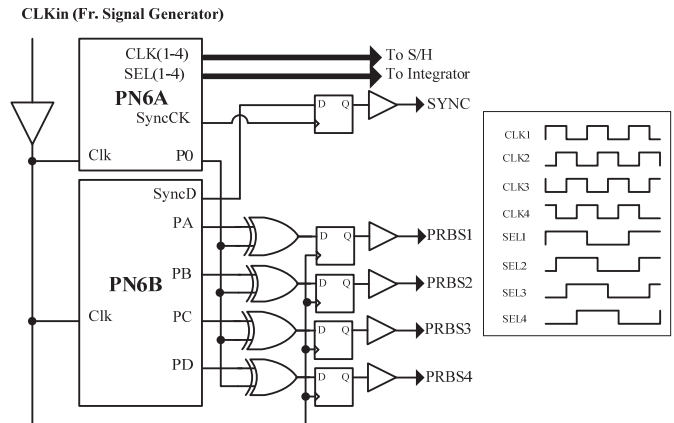 CLKin (Fr. Signal Generator)
CLK(1-4)
To S/H
SEL(1-4)
To Integrator
PN6A
SyncCK
D Q
SYNC
Clk
P0
SyncD
PA
D Q
PRBS1
PB
PN6B
D Q
PRBS2
Clk
PC
D Q
PRBS3
PD
D Q
PRBS4
CLK1
CLK2
CLK3
CLK4
SEL1
SEL2
SEL3
SEL4